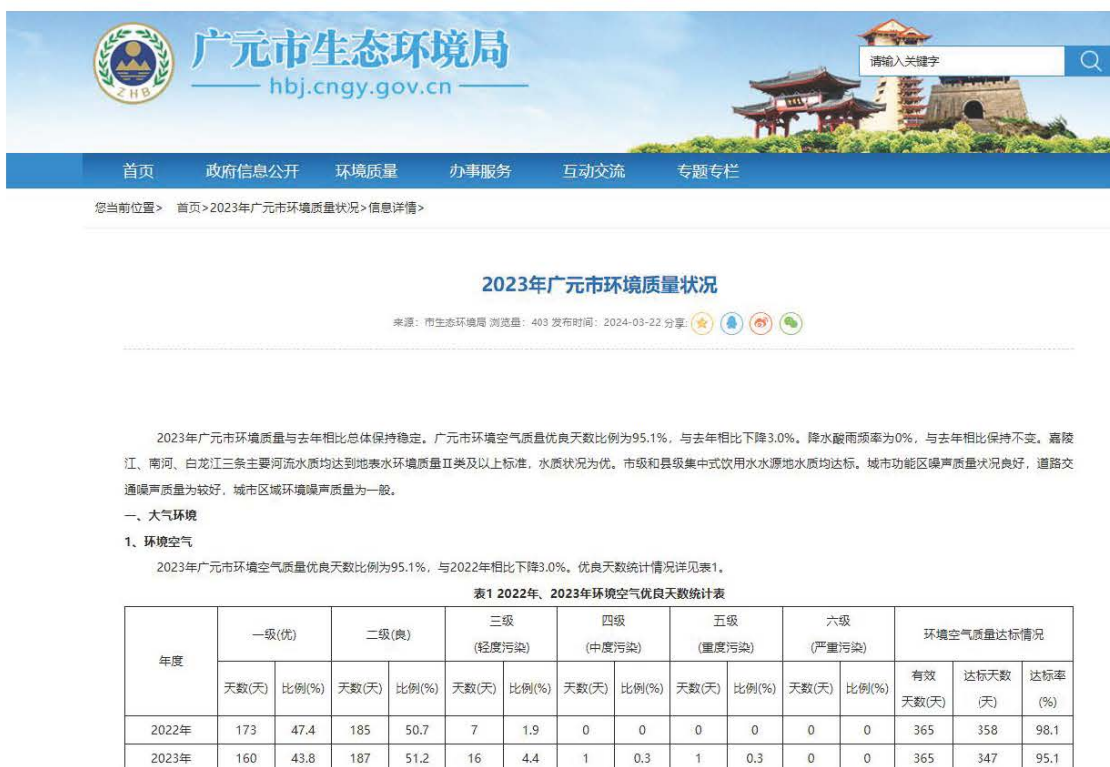 广元市生态环境局
hbj.cngy.gov.cn
ZHB
请输入关键字
首页 政府信息公开 环境质量 办事服务 互动交流 专题专栏
您当前位置> 首页>2023年广元市环境质量状况>信息详情>
2023年广元市环境质量状况
来源：市生态环境局 浏览量：403 发布时间：2024-03-22 分享:
2023年广元市环境质量与去年相比总体保持稳定。广元市环境空气质量优良天数比例为95.1%，与去年相比下降3.0%。降水酸雨频率为0%，与去年相比保持不变。嘉陵
江、南河、白龙江三条主要河流水质均达到地表水环境质量Ⅱ类及以上标准，水质状况为优。市级和县级集中式饮用水水源地水质均达标。城市功能区噪声质量状况良好，道路交
通噪声质量为较好，城市区域环境噪声质量为一般。
一、大气环境
1、环境空气
2023年广元市环境空气质量优良天数比例为95.1%，与2022年相比下降3.0%。优良天数统计情况详见表1。
表1 2022年、2023年环境空气优良天数统计表
年度 一级(优) 二级(良) 三级(轻度污染) 四级(中度污染) 五级(重度污染) 六级(严重污染) 环境空气质量达标情况
天数(天) 比例(%) 天数(天) 比例(%) 天数(天) 比例(%) 天数(天) 比例(%) 天数(天) 比例(%) 天数(天) 比例(%) 有效天数(天) 达标天数(天) 达标率(%)
2022年 173 47.4 185 50.7 7 1.9 0 0 0 0 0 0 365 358 98.1
2023年 160 43.8 187 51.2 16 4.4 1 0.3 1 0.3 0 0 365 347 95.1